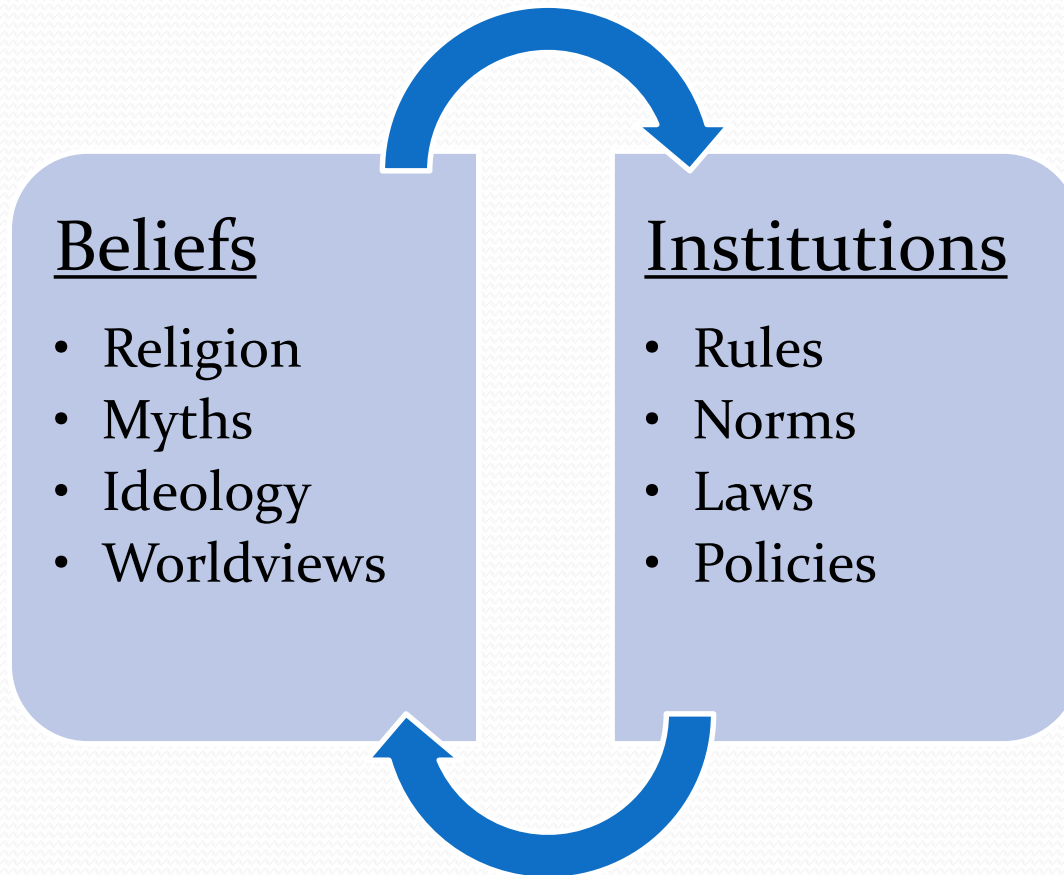 Beliefs
• Religion
• Myths
• Ideology
• Worldviews
Institutions
• Rules
• Norms
• Laws
• Policies